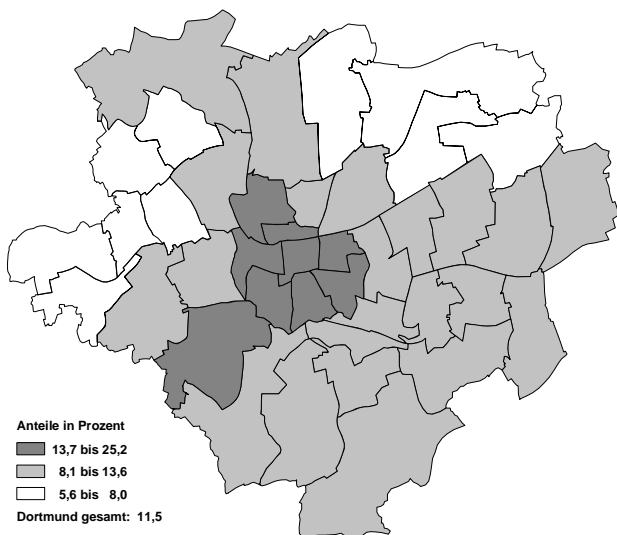 Anteile in Prozent
13,7 bis 25,2
8,1 bis 13,6
5,6 bis 8,0
Dortmund gesamt: 11,5